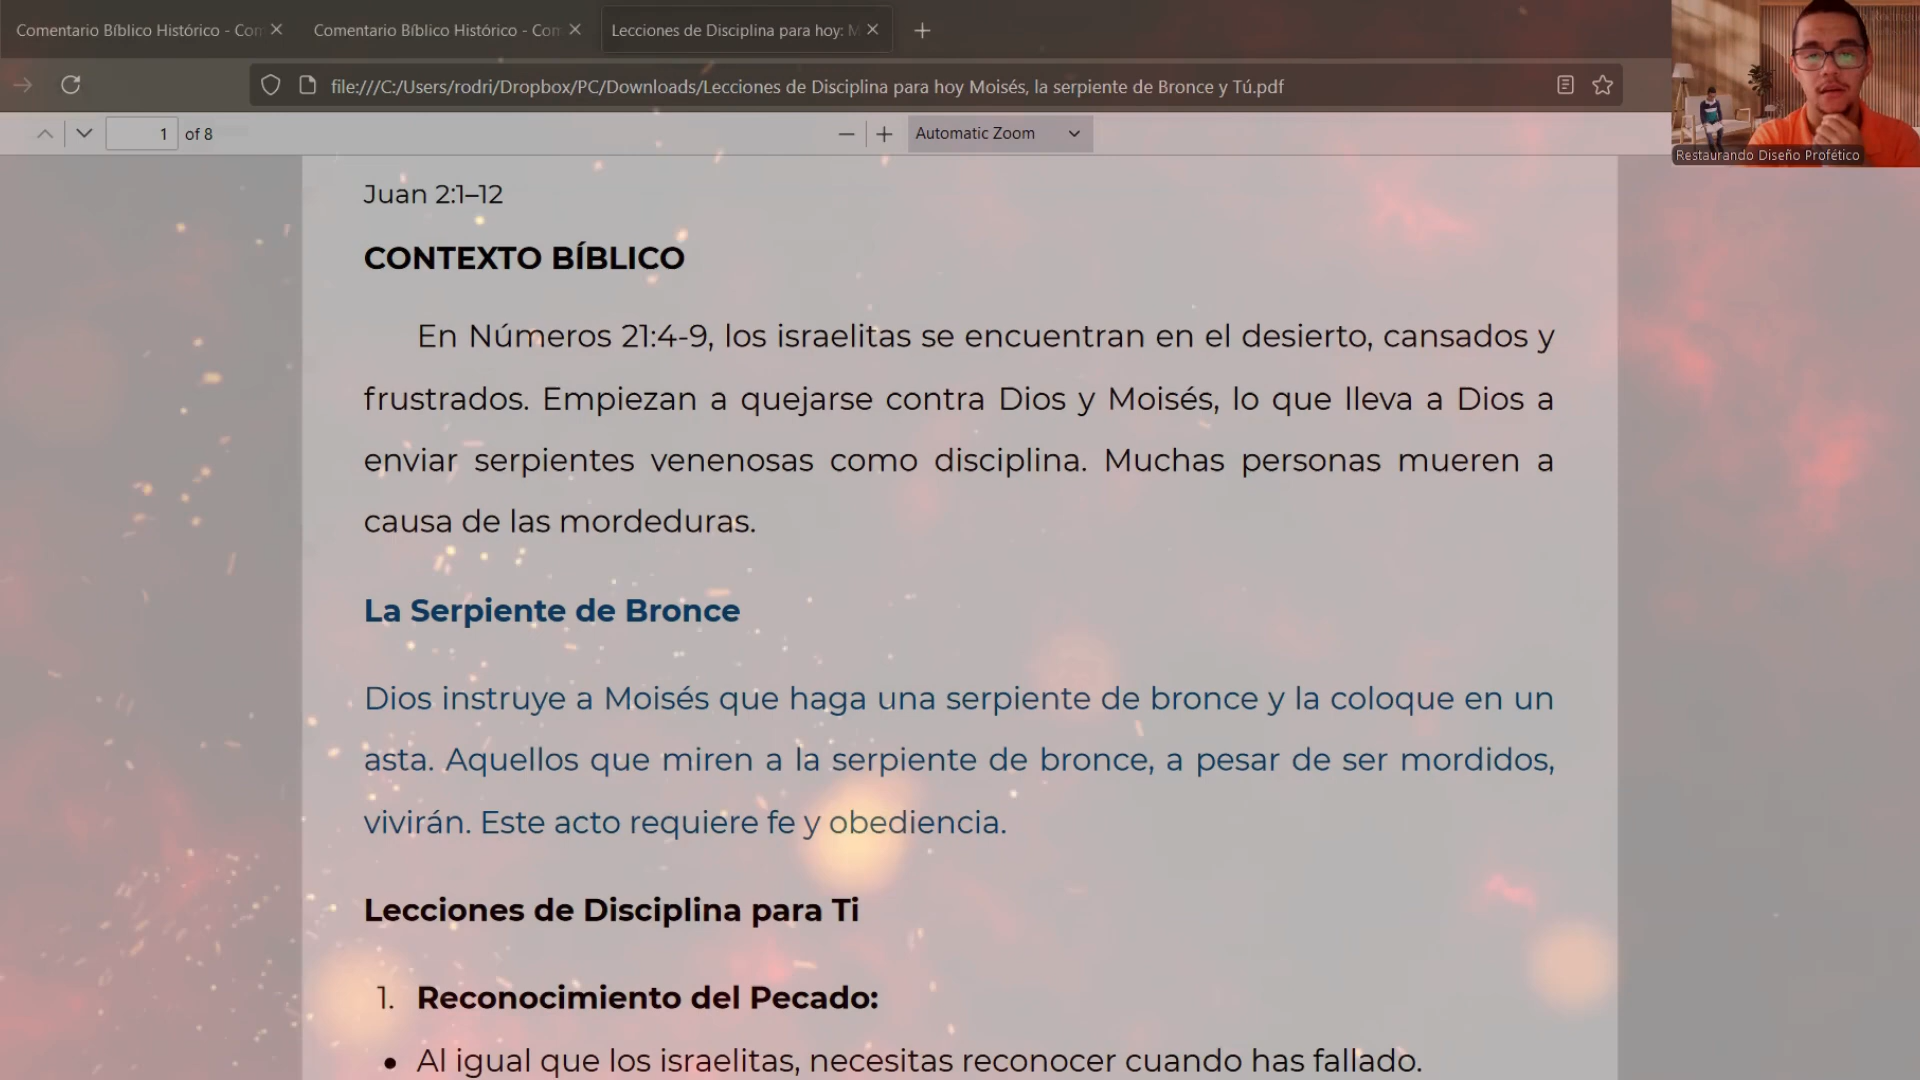 Comentario Bíblico Histórico - Com
Comentario Bíblico Histórico - Com
Lecciones de Disciplina para hoy: M
file:///C:/Users/rodri/Dropbox/PC/Downloads/Lecciones de Disciplina para hoy Moisés, la serpiente de Bronce y Tú.pdf
1 of 8
Automatic Zoom
Restaurando Diseño Profético
Juan 2:1–12
CONTEXTO BÍBLICO
En Números 21:4-9, los israelitas se encuentran en el desierto, cansados y
frustrados. Empiezan a quejarse contra Dios y Moisés, lo que lleva a Dios a
enviar serpientes venenosas como disciplina. Muchas personas mueren a
causa de las mordeduras.
La Serpiente de Bronce
Dios instruye a Moisés que haga una serpiente de bronce y la coloque en un
asta. Aquellos que miren a la serpiente de bronce, a pesar de ser mordidos,
vivirán. Este acto requiere fe y obediencia.
Lecciones de Disciplina para Ti
1. Reconocimiento del Pecado:
• Al igual que los israelitas, necesitas reconocer cuando has fallado.